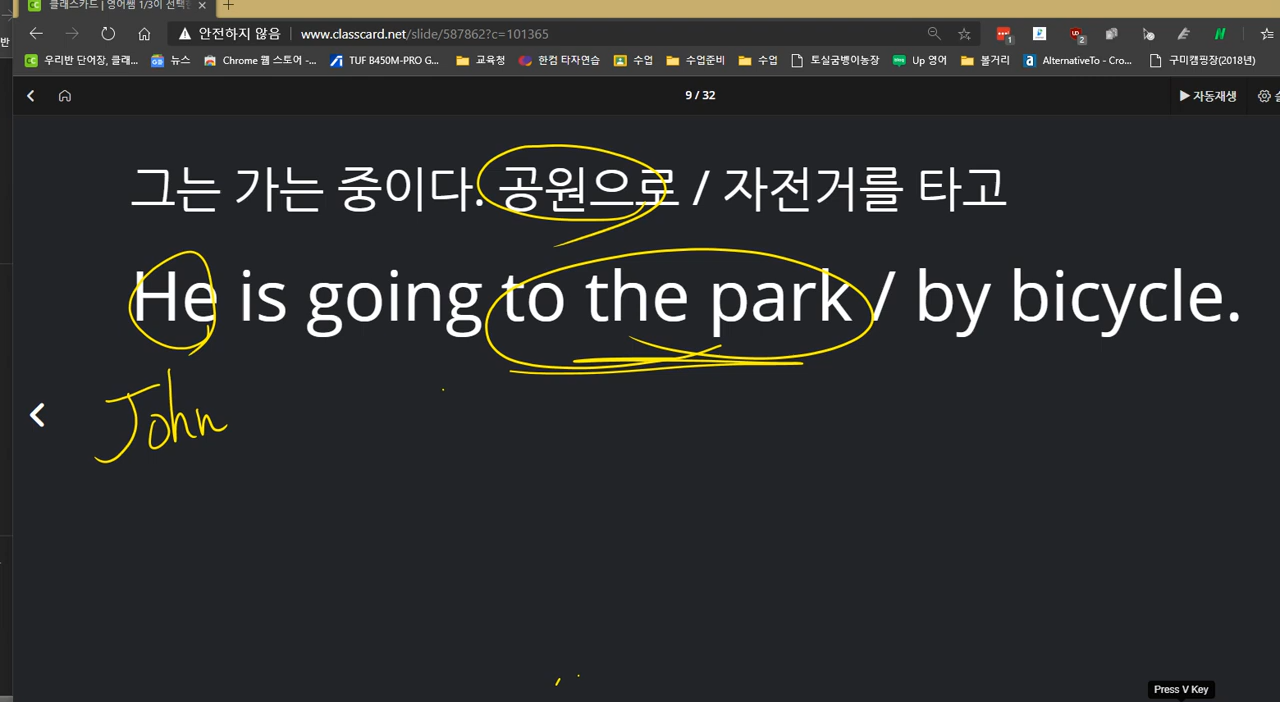 클래스카드 | 영어쌤 1/3이 선택
안전하지 않음 | www.classcard.net/slide/587862?c=101365
우리반 단어장, 클래... 뉴스 Chrome 웹 스토어 -... TUF B450M-PRO G... 교육청 한컴 타자연습 수업 수업준비 수업 토실굼벵이농장 Up 영어 볼거리 AlternativeTo - Cro... 구미캠핑장(2018년)
9 / 32 자동재생
그는 가는 중이다. 공원으로 / 자전거를 타고
He is going to the park / by bicycle.
John
Press V Key